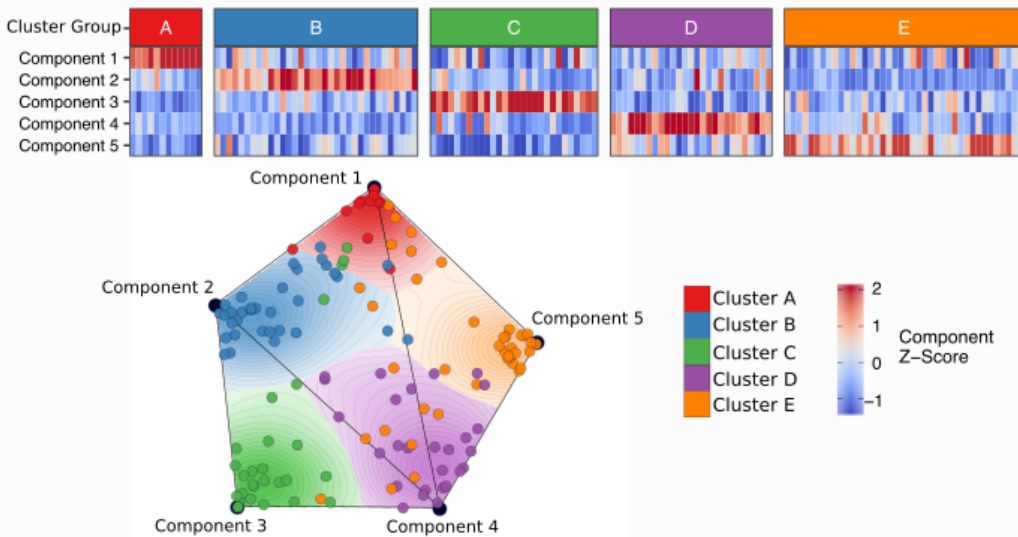 Cluster Group
A B C D E
Component 1
Component 2
Component 3
Component 4
Component 5
Component 1
Component 2
Component 5
Component 3
Component 4
Cluster A
Cluster B
Cluster C
Cluster D
Cluster E
2
1
0
−1
Component
Z−Score